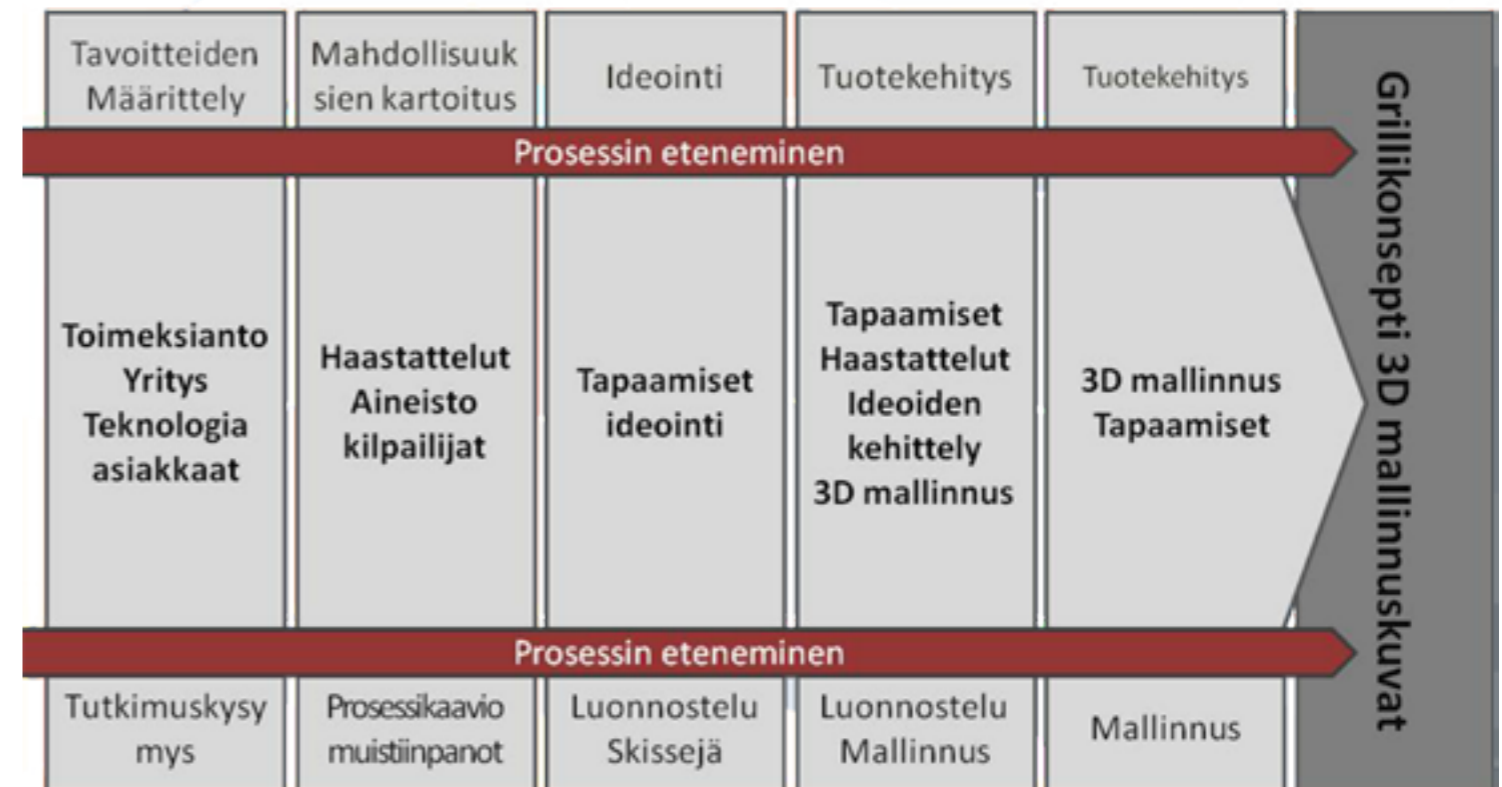 Tavoitteiden
Määrittely
Mahdollisuuk
sien kartoitus
Ideointi
Tuotekehitys
Tuotekehitys
Prosessin eteneminen
Toimeksianto
Yritys
Teknologia
asiakkaat
Haastattelut
Aineisto
kilpailijat
Tapaamiset
ideointi
Tapaamiset
Haastattelut
Ideoiden
kehittely
3D mallinnus
3D mallinnus
Tapaamiset
Prosessin eteneminen
Tutkimuskysy
mys
Prosessikaavio
muistiinpanot
Luonnostelu
Skissejä
Luonnostelu
Mallinnus
Mallinnus
Grillikonsepti 3D mallinnuskuvat